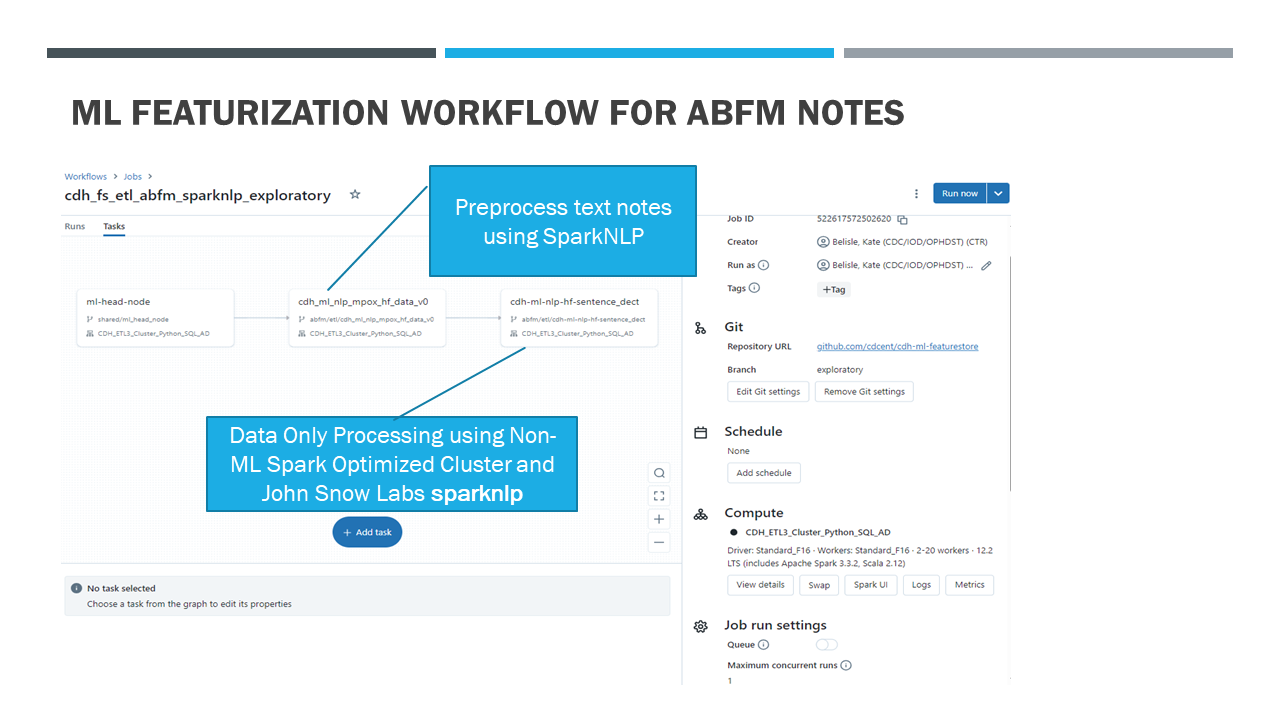 ML FEATURIZATION WORKFLOW FOR ABFM NOTES
Workflows > Jobs >
cdh_fs_etl_abfm_sparknlp_exploratory
Run now
Runs Tasks
Preprocess text notes
using SparkNLP
ml-head-node
shared/ml_head_node
CDH_ETL3_Cluster_Python_SQL_AD
cdh_ml_nlp_mpox_hf_data_v0
abfm/etl/cdh_ml_nlp_mpox_hf_data_v0
CDH_ETL3_Cluster_Python_SQL_AD
cdh-ml-nlp-hf-sentence_dect
abfm/etl/cdh-ml-nlp-hf-sentence_dect
CDH_ETL3_Cluster_Python_SQL_AD
Data Only Processing using Non-
ML Spark Optimized Cluster and
John Snow Labs sparknlp
+ Add task
No task selected
Choose a task from the graph to edit its properties
Job ID 522617572502620
Creator Belisle, Kate (CDC/IOD/OPHDST) (CTR)
Run as Belisle, Kate (CDC/IOD/OPHDST) ...
Tags +Tag
Git
Repository URL github.com/cdcent/cdh-ml-featurestore
Branch exploratory
Edit Git settings Remove Git settings
Schedule
None
Add schedule
Compute
CDH_ETL3_Cluster_Python_SQL_AD
Driver: Standard_F16 · Workers: Standard_F16 · 2-20 workers · 12.2
LTS (includes Apache Spark 3.3.2, Scala 2.12)
View details Swap Spark UI Logs Metrics
Job run settings
Queue
Maximum concurrent runs
1